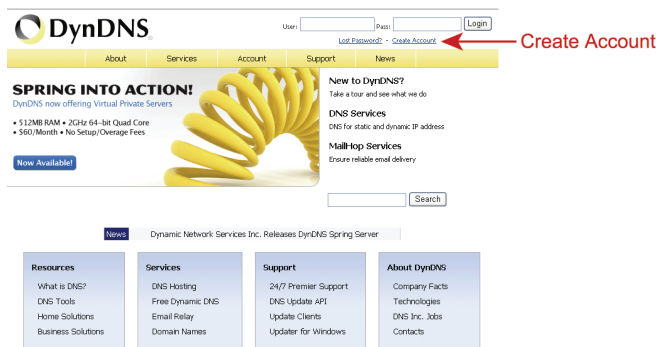 DynDNS
User:
Pass:
Login
Lost Password? - Create Account
Create Account
About
Services
Account
Support
News
SPRING INTO ACTION!
DynDNS now offering Virtual Private Servers
• 512MB RAM • 2GHz 64-bit Quad Core
• $60/Month • No Setup/Overage Fees
Now Available!
New to DynDNS?
Take a tour and see what we do
DNS Services
DNS for static and dynamic IP address
MailHop Services
Ensure reliable email delivery
Search
News
Dynamic Network Services Inc. Releases DynDNS Spring Server
Resources
What is DNS?
DNS Tools
Home Solutions
Business Solutions
Services
DNS Hosting
Free Dynamic DNS
Email Relay
Domain Names
Support
24/7 Premier Support
DNS Update API
Update Clients
Updater for Windows
About DynDNS
Company Facts
Technologies
DNS Inc. Jobs
Contacts